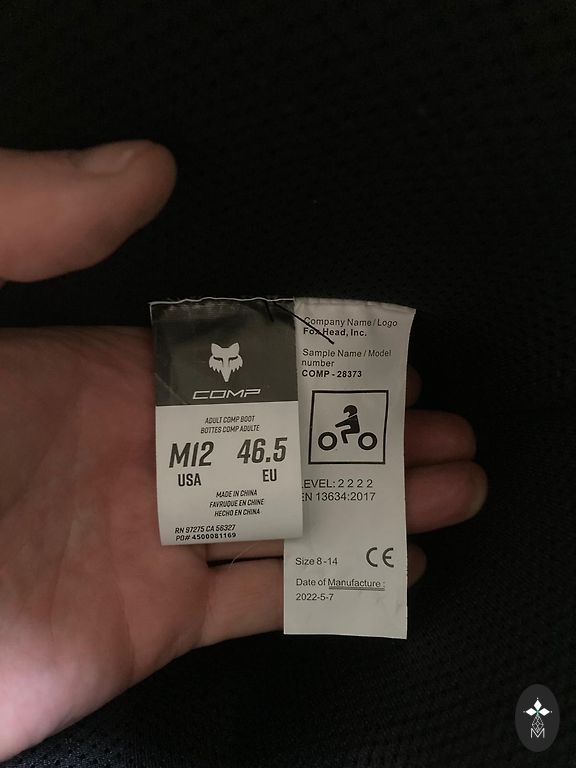 COMP
ADULT COMP BOOT
BOTTES COMP ADULTE
M12 46.5
USA EU
MADE IN CHINA
FAVRUQUE EN CHINE
HECHO EN CHINA
RN 97275 CA 56327
PO# 4500081169
Company Name / Logo
Fox Head, Inc.
Sample Name / Model
number
COMP - 28373
LEVEL: 2 2 2 2
EN 13634:2017
Size 8 -14 CE
Date of Manufacture :
2022-5-7
M